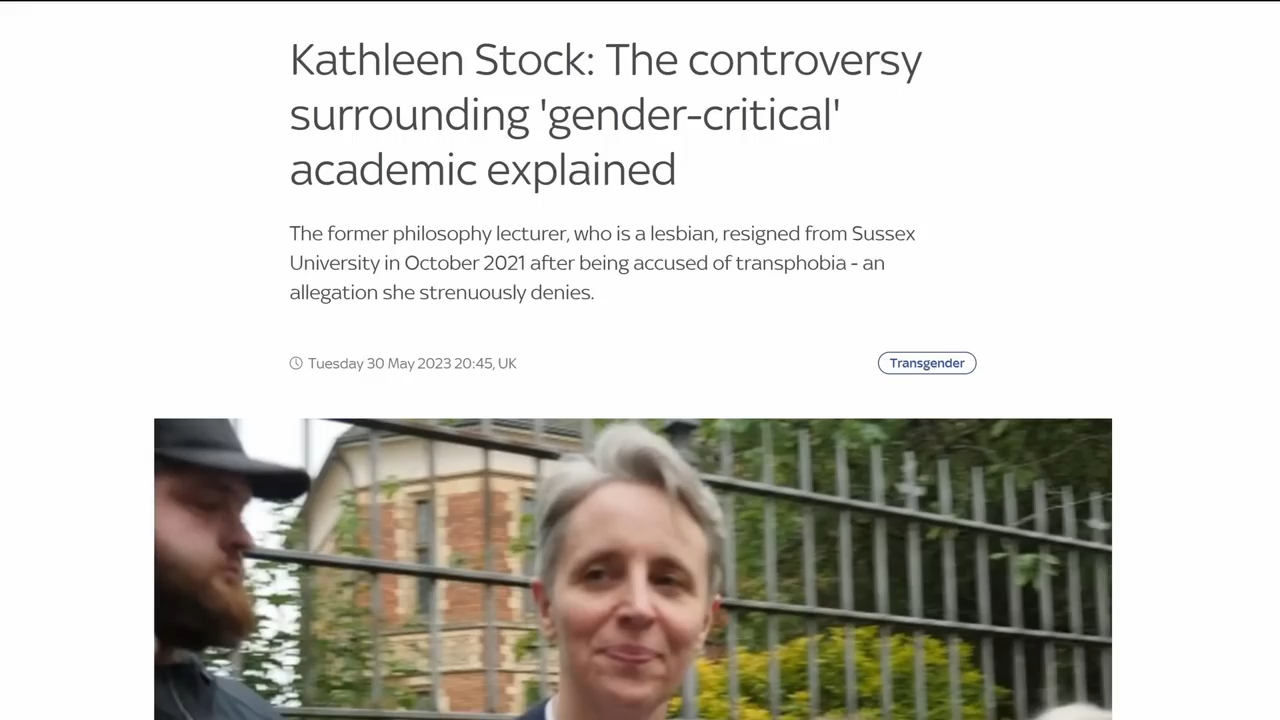 Kathleen Stock: The controversy
surrounding 'gender-critical'
academic explained
The former philosophy lecturer, who is a lesbian, resigned from Sussex
University in October 2021 after being accused of transphobia - an
allegation she strenuously denies.
Tuesday 30 May 2023 20:45, UK
Transgender